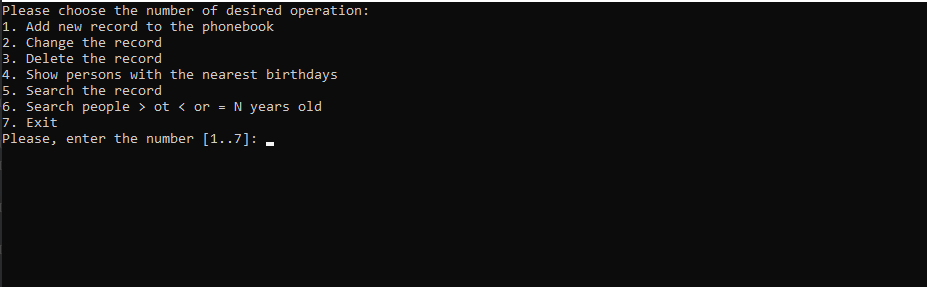 Please choose the number of desired operation:
1. Add new record to the phonebook
2. Change the record
3. Delete the record
4. Show persons with the nearest birthdays
5. Search the record
6. Search people > ot < or = N years old
7. Exit
Please, enter the number [1..7]: